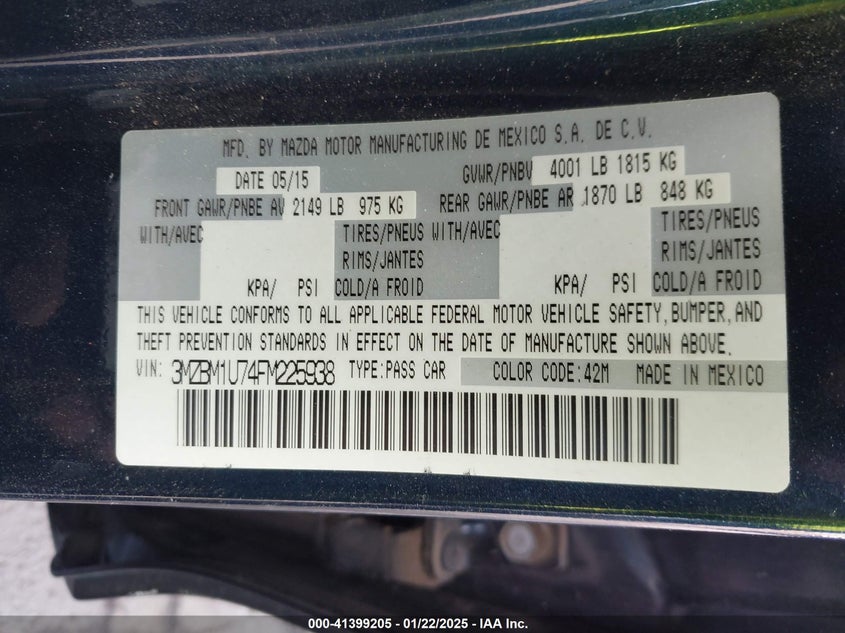 MFD. BY MAZDA MOTOR MANUFACTURING DE MEXICO S.A. DE C.V.
DATE 05/15 GVWR/PNBV 4001 LB 1815 KG
FRONT GAWR/PNBE AV 2149 LB 975 KG REAR GAWR/PNBE AR 1870 LB 848 KG
WITH/AVEC TIRES/PNEUS WITH/AVEC TIRES/PNEUS
RIMS/JANTES RIMS/JANTES
KPA/ PSI COLD/A FROID KPA/ PSI COLD/A FROID
THIS VEHICLE CONFORMS TO ALL APPLICABLE FEDERAL MOTOR VEHICLE SAFETY, BUMPER, AND
THEFT PREVENTION STANDARDS IN EFFECT ON THE DATE OF MANUFACTURE SHOWN ABOVE.
VIN: 3MZBM1U74FM225938 TYPE: PASS CAR COLOR CODE: 42M MADE IN MEXICO
000-41399205 - 01/22/2025 - IAA Inc.